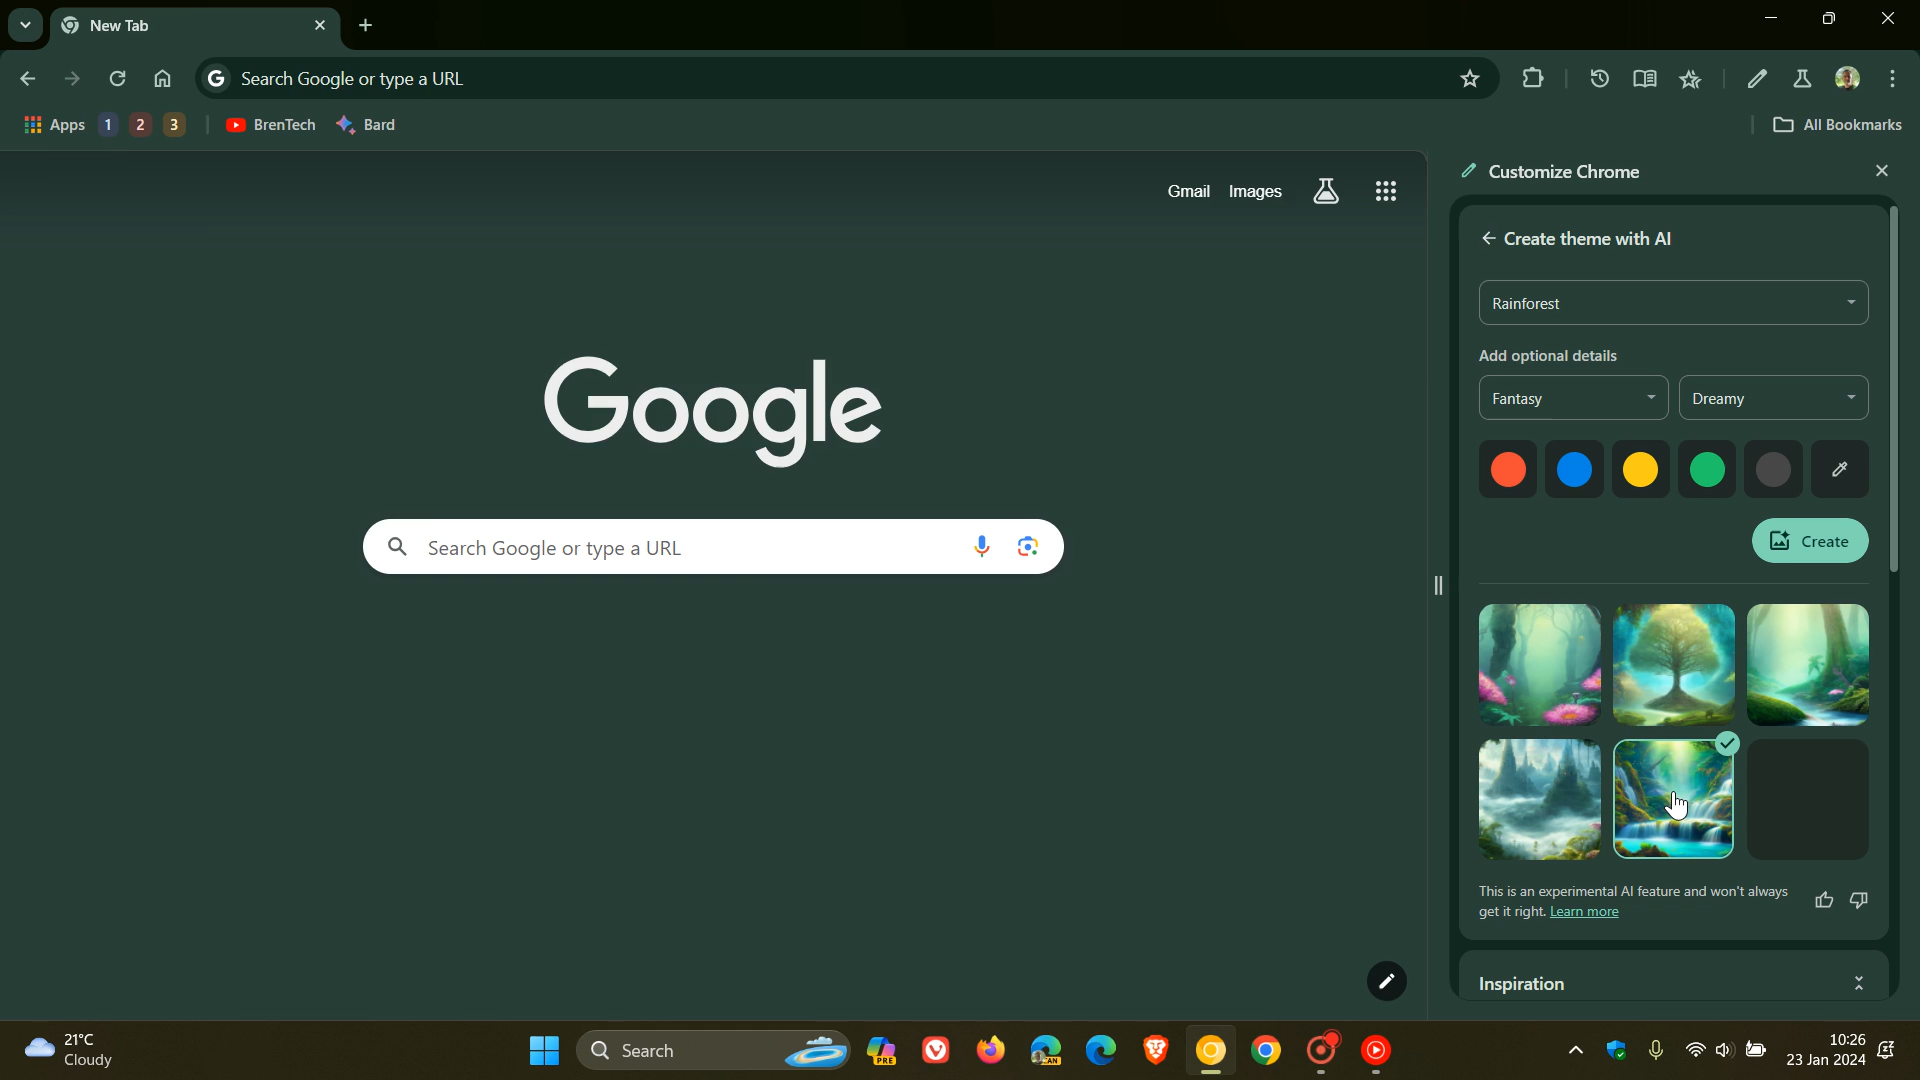 New Tab
Search Google or type a URL
Apps 1 2 3 BrenTech Bard All Bookmarks
Customize Chrome
Gmail Images
Create theme with AI
Rainforest
Add optional details
Fantasy Dreamy
Google
Search Google or type a URL
Create
This is an experimental AI feature and won't always
get it right. Learn more
Inspiration
21°C
Cloudy
Search
PRE
CAN
10:26
23 Jan 2024